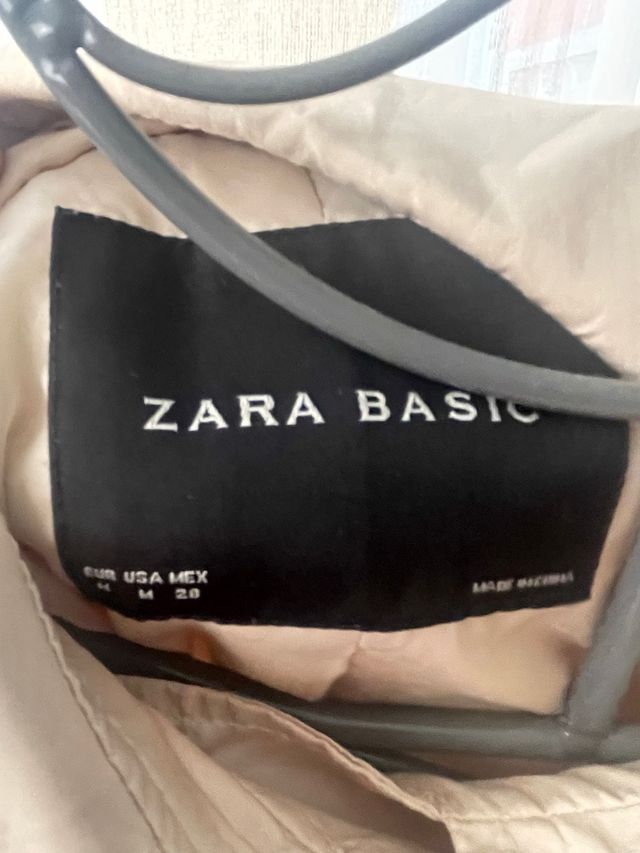 ZARA BASIC
EUR USA MEX
M M 28
MADE IN CHINA